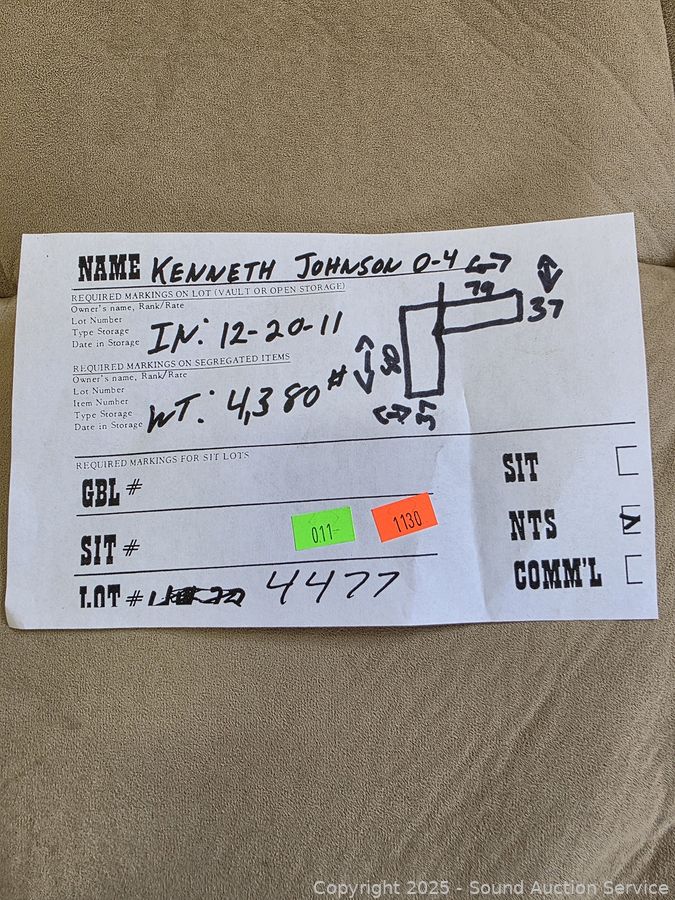 NAME KENNETH JOHNSON O-4
REQUIRED MARKINGS ON LOT (VAULT OR OPEN STORAGE)
Owner's name, Rank/Rate
Lot Number
Type Storage
Date in Storage
IN: 12-20-11
79
37
REQUIRED MARKINGS ON SEGREGATED ITEMS
Owner's name, Rank/Rate
Lot Number
Item Number
Type Storage
Date in Storage
WT: 4,380 #
REQUIRED MARKINGS FOR SIT LOTS
GBL #
SIT #
LOT # 4477
011-
1130
SIT
NTS
COMM'L
Copyright 2025 - Sound Auction Service